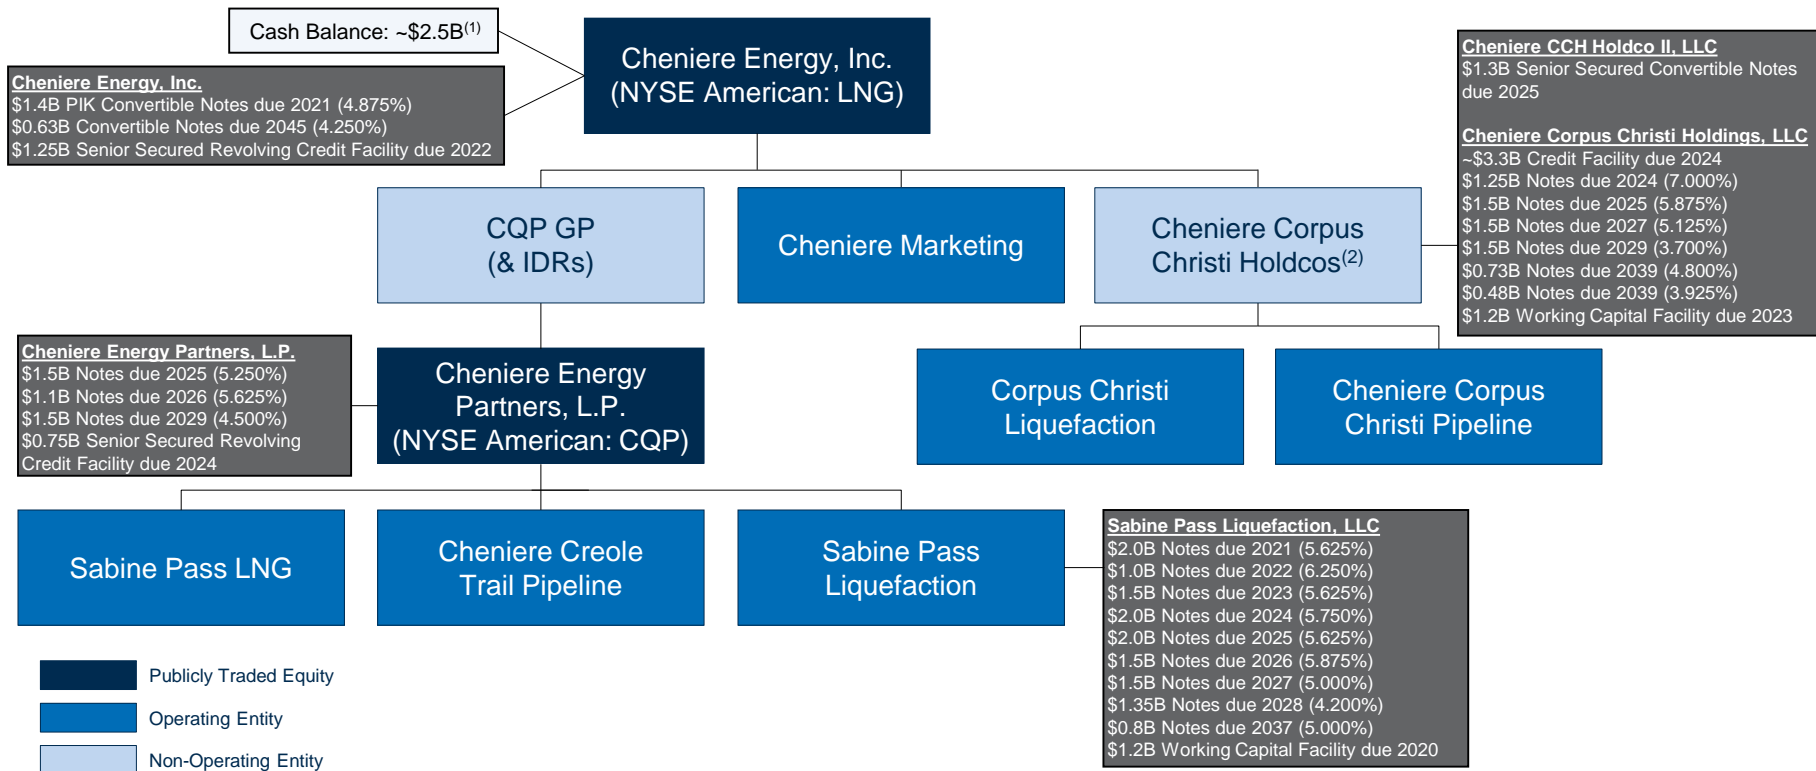 Cash Balance: ~$2.5B(1)
Cheniere Energy, Inc.
(NYSE American: LNG)
Cheniere Energy, Inc.
$1.4B PIK Convertible Notes due 2021 (4.875%)
$0.63B Convertible Notes due 2045 (4.250%)
$1.25B Senior Secured Revolving Credit Facility due 2022
Cheniere CCH Holdco II, LLC
$1.3B Senior Secured Convertible Notes
due 2025
Cheniere Corpus Christi Holdings, LLC
~$3.3B Credit Facility due 2024
$1.25B Notes due 2024 (7.000%)
$1.5B Notes due 2025 (5.875%)
$1.5B Notes due 2027 (5.125%)
$1.5B Notes due 2029 (3.700%)
$0.73B Notes due 2039 (4.800%)
$0.48B Notes due 2039 (3.925%)
$1.2B Working Capital Facility due 2023
CQP GP
(& IDRs)
Cheniere Marketing
Cheniere Corpus
Christi Holdcos(2)
Cheniere Energy Partners, L.P.
$1.5B Notes due 2025 (5.250%)
$1.1B Notes due 2026 (5.625%)
$1.5B Notes due 2029 (4.500%)
$0.75B Senior Secured Revolving
Credit Facility due 2024
Cheniere Energy
Partners, L.P.
(NYSE American: CQP)
Corpus Christi
Liquefaction
Cheniere Corpus
Christi Pipeline
Sabine Pass LNG
Cheniere Creole
Trail Pipeline
Sabine Pass
Liquefaction
Sabine Pass Liquefaction, LLC
$2.0B Notes due 2021 (5.625%)
$1.0B Notes due 2022 (6.250%)
$1.5B Notes due 2023 (5.625%)
$2.0B Notes due 2024 (5.750%)
$2.0B Notes due 2025 (5.625%)
$1.5B Notes due 2026 (5.875%)
$1.5B Notes due 2027 (5.000%)
$1.35B Notes due 2028 (4.200%)
$0.8B Notes due 2037 (5.000%)
$1.2B Working Capital Facility due 2020
Publicly Traded Equity
Operating Entity
Non-Operating Entity